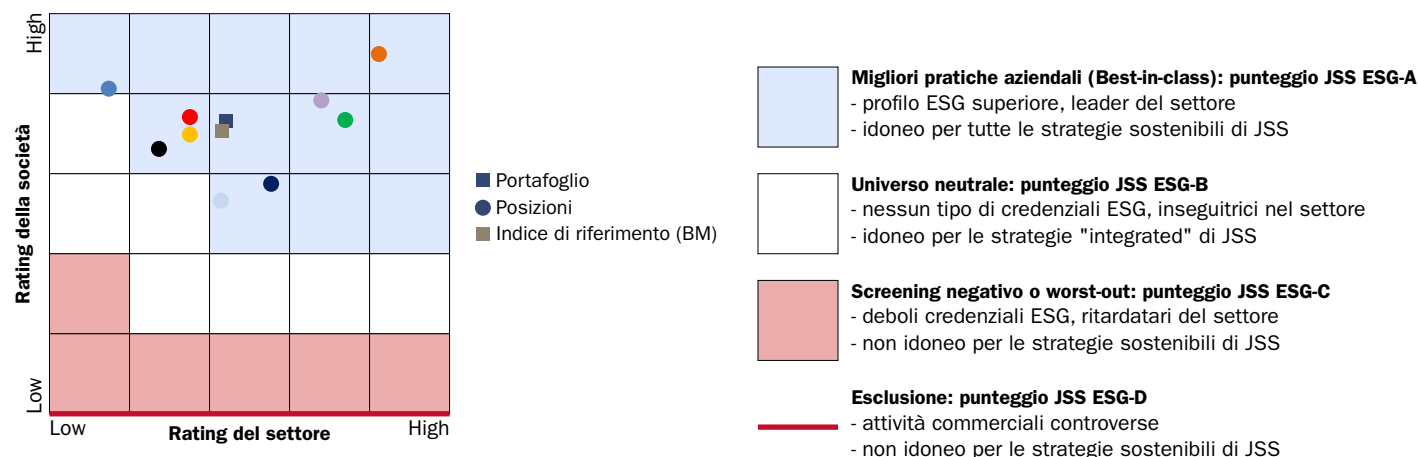 High
Rating della società
Low
Low
Rating del settore
High
Portafoglio
Posizioni
Indice di riferimento (BM)
Migliori pratiche aziendali (Best-in-class): punteggio JSS ESG-A
- profilo ESG superiore, leader del settore
- idoneo per tutte le strategie sostenibili di JSS
Universo neutrale: punteggio JSS ESG-B
- nessun tipo di credenziali ESG, inseguitrici nel settore
- idoneo per le strategie "integrated" di JSS
Screening negativo o worst-out: punteggio JSS ESG-C
- deboli credenziali ESG, ritardatari del settore
- non idoneo per le strategie sostenibili di JSS
Esclusione: punteggio JSS ESG-D
- attività commerciali controverse
- non idoneo per le strategie sostenibili di JSS